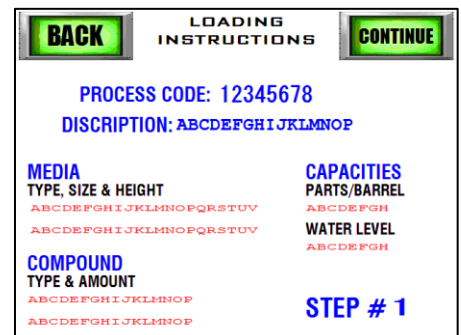 BACK
LOADING
INSTRUCTIONS
CONTINUE
PROCESS CODE: 12345678
DISCRIPTION: ABCDEFGHIJKLMNOP
MEDIA
TYPE, SIZE & HEIGHT
ABCDEFGHIJKLMNOPQRSTUV
ABCDEFGHIJKLMNOPQRSTUV
CAPACITIES
PARTS/BARREL
ABCDEFGH
WATER LEVEL
ABCDEFGH
COMPOUND
TYPE & AMOUNT
ABCDEFGHIJKLMNOP
ABCDEFGHIJKLMNOP
STEP # 1